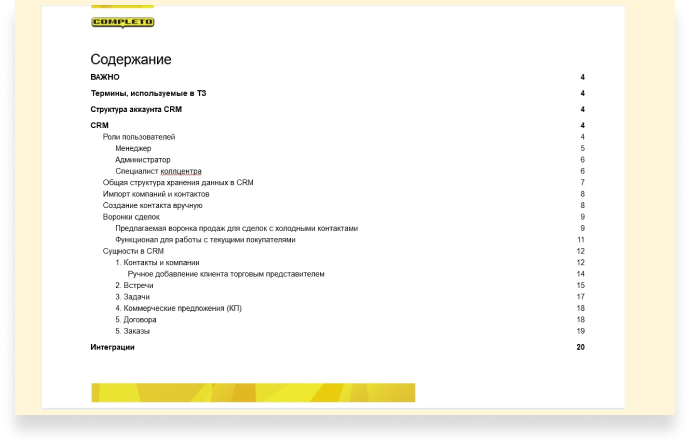 COMPLETO
Содержание
ВАЖНО 4
Термины, используемые в ТЗ 4
Структура аккаунта CRM 4
CRM 4
Роли пользователей 4
Менеджер 5
Администратор 6
Специалист коллцентра 6
Общая структура хранения данных в CRM 7
Импорт компаний и контактов 8
Создание контакта вручную 8
Воронки сделок 9
Предлагаемая воронка продаж для сделок с холодными контактами 9
Функционал для работы с текущими покупателями 11
Сущности в CRM 12
1. Контакты и компании 12
Ручное добавление клиента торговым представителем 14
2. Встречи 15
3. Задачи 17
4. Коммерческие предложения (КП) 18
5. Договора 18
5. Заказы 19
Интеграции 20